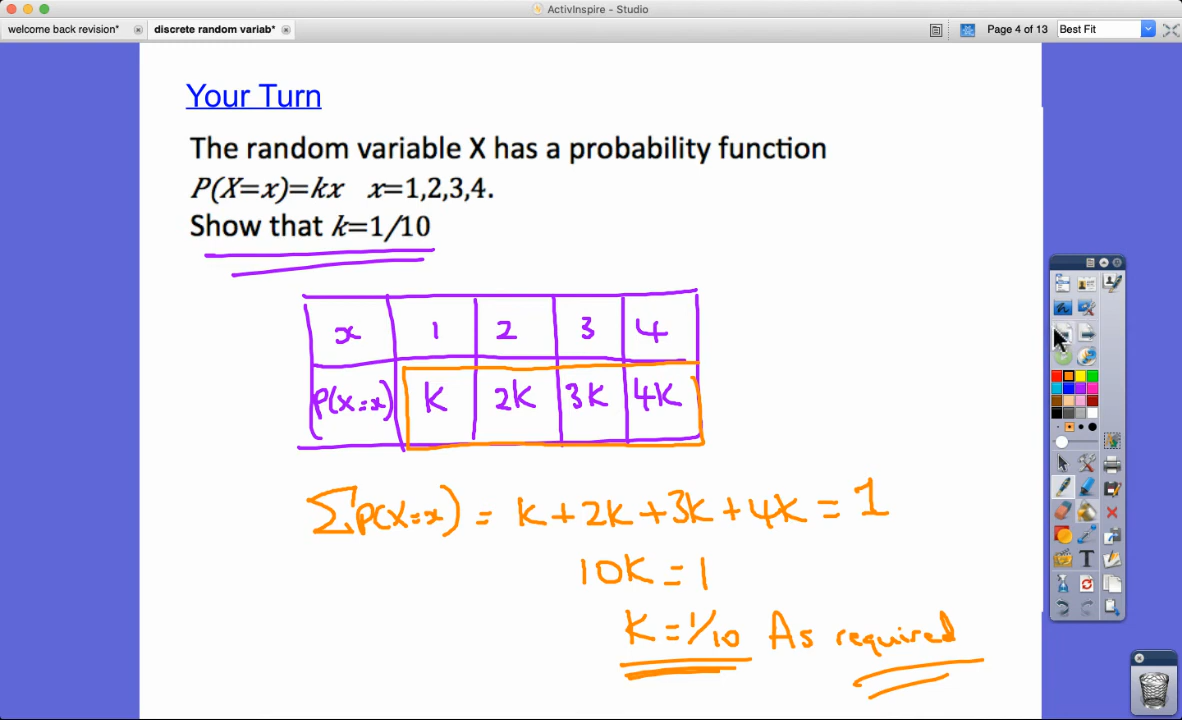 ActivInspire - Studio
welcome back revision* discrete random variab* Page 4 of 13 Best Fit
Your Turn
The random variable X has a probability function
P(X=x)=kx x=1,2,3,4.
Show that k=1/10
x 1 2 3 4
P(X=x) K 2K 3K 4K
∑P(X=x) = K+2K+3K+4K = 1
10K = 1
K = 1/10 As required